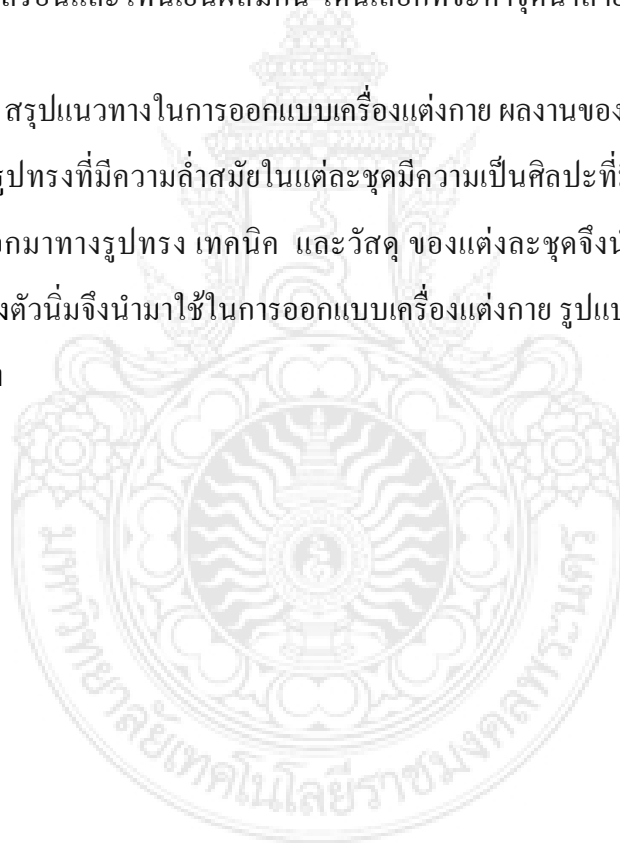 สรุปแนวทางในการออกแบบเครื่องแต่งกาย ผลงานของ
รูปทรงที่มีความล่ำสมัยในแต่ละชุดมีความเป็นศิลปะที่
อกมาทางรูปทรง เทคนิค และวัสดุ ของแต่งละชุดจึง
งตัวนิ่มจึงนำมาใช้ในการออกแบบเครื่องแต่งกาย
มหาวิทยาลัยเทคโนโลยีราชมงคลพระนคร